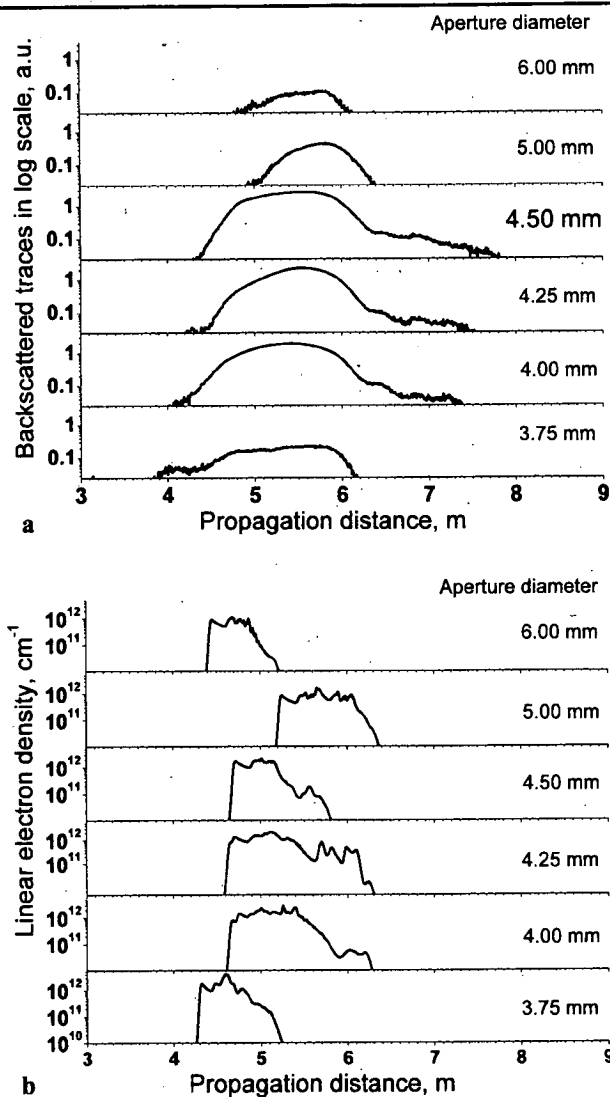 Aperture diameter
Backscattered traces in log scale, a.u.
1
0.1
6.00 mm
1
0.1
5.00 mm
1
0.1
4.50 mm
1
0.1
4.25 mm
1
0.1
4.00 mm
1
0.1
3.75 mm
3 4 5 6 7 8 9
a Propagation distance, m
Aperture diameter
Linear electron density, cm⁻¹
10¹²
10¹¹
6.00 mm
10¹²
10¹¹
5.00 mm
10¹²
10¹¹
4.50 mm
10¹²
10¹¹
4.25 mm
10¹²
10¹¹
4.00 mm
10¹²
10¹¹
10¹⁰
3.75 mm
3 4 5 6 7 8 9
b Propagation distance, m